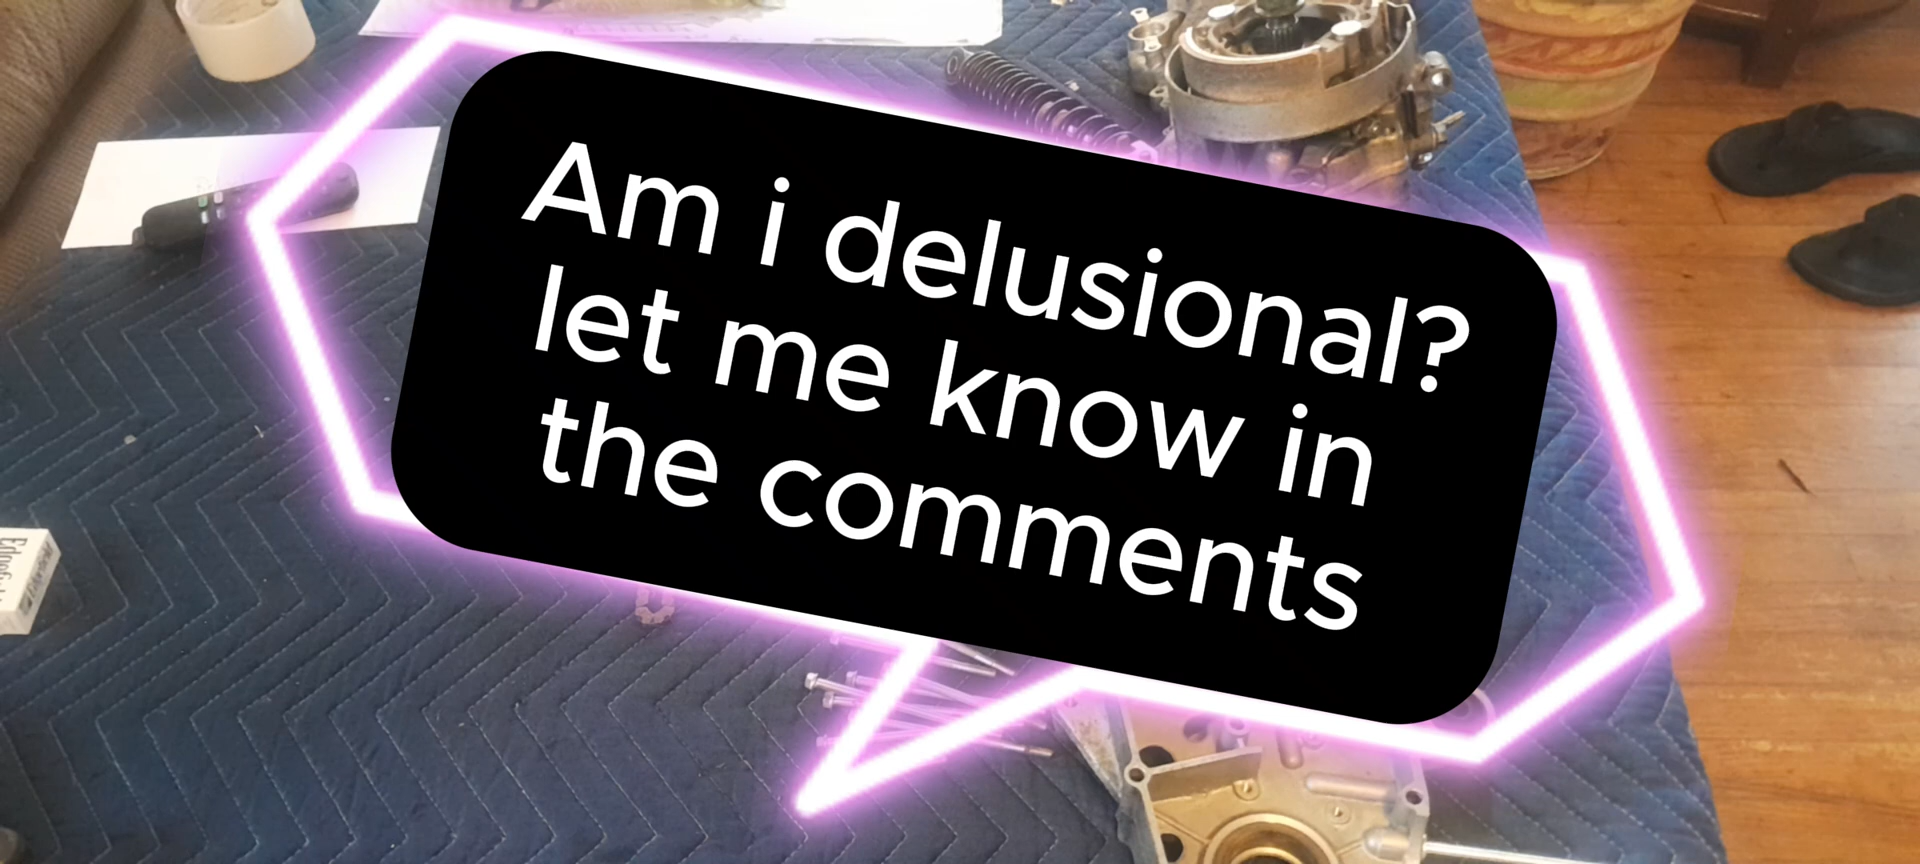 Am i delusional?
let me know in
the comments